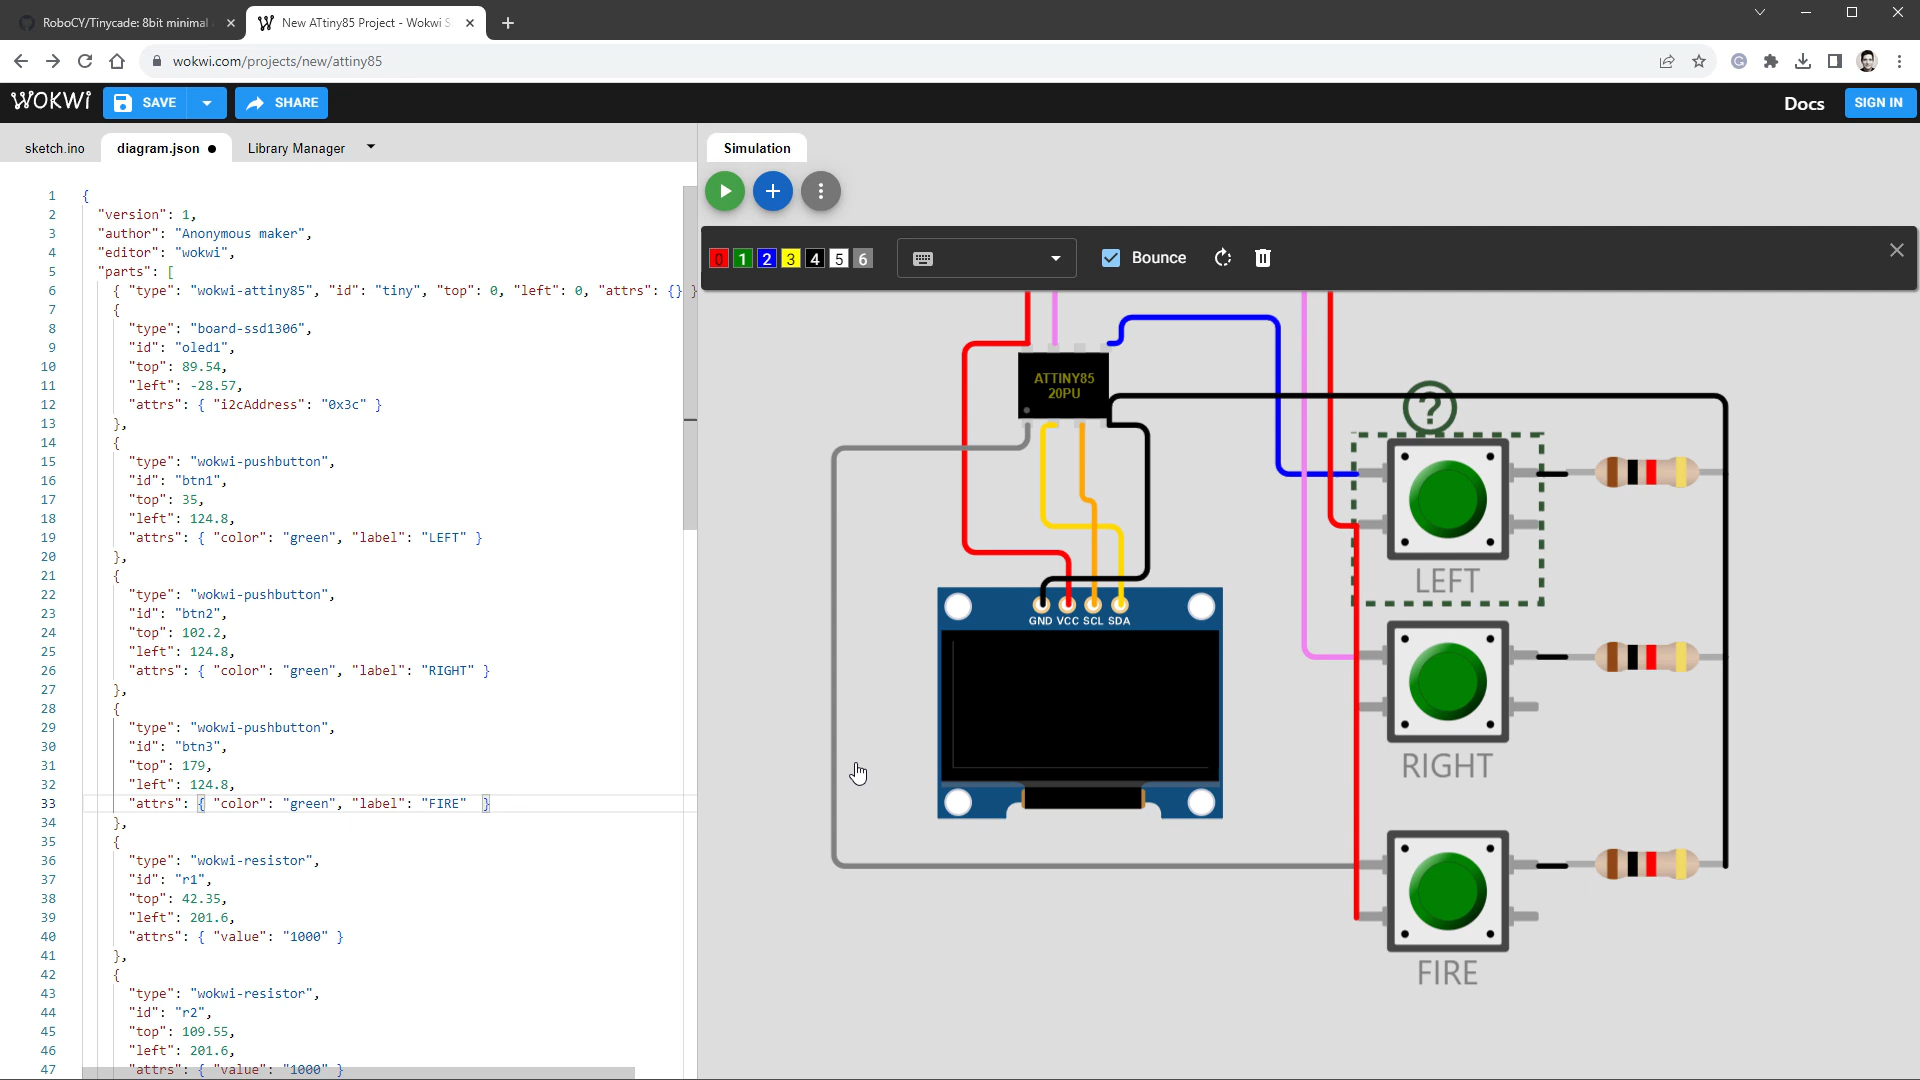 RoboCY/Tinycade: 8bit minimal
New ATtiny85 Project - Wokwi S
wokwi.com/projects/new/attiny85
WOKWI
SAVE
SHARE
Docs
SIGN IN
sketch.ino
diagram.json
Library Manager
Simulation
0 1 2 3 4 5 6
Bounce
1 {
2 "version": 1,
3 "author": "Anonymous maker",
4 "editor": "wokwi",
5 "parts": [
6 { "type": "wokwi-attiny85", "id": "tiny", "top": 0, "left": 0, "attrs": {} }
7 {
8 "type": "board-ssd1306",
9 "id": "oled1",
10 "top": 89.54,
11 "left": -28.57,
12 "attrs": { "i2cAddress": "0x3c" }
13 },
14 {
15 "type": "wokwi-pushbutton",
16 "id": "btn1",
17 "top": 35,
18 "left": 124.8,
19 "attrs": { "color": "green", "label": "LEFT" }
20 },
21 {
22 "type": "wokwi-pushbutton",
23 "id": "btn2",
24 "top": 102.2,
25 "left": 124.8,
26 "attrs": { "color": "green", "label": "RIGHT" }
27 },
28 {
29 "type": "wokwi-pushbutton",
30 "id": "btn3",
31 "top": 179,
32 "left": 124.8,
33 "attrs": { "color": "green", "label": "FIRE" }
34 },
35 {
36 "type": "wokwi-resistor",
37 "id": "r1",
38 "top": 42.35,
39 "left": 201.6,
40 "attrs": { "value": "1000" }
41 },
42 {
43 "type": "wokwi-resistor",
44 "id": "r2",
45 "top": 109.55,
46 "left": 201.6,
47 "attrs": { "value": "1000" }
ATTINY85
20PU
?
GND VCC SCL SDA
LEFT
RIGHT
FIRE